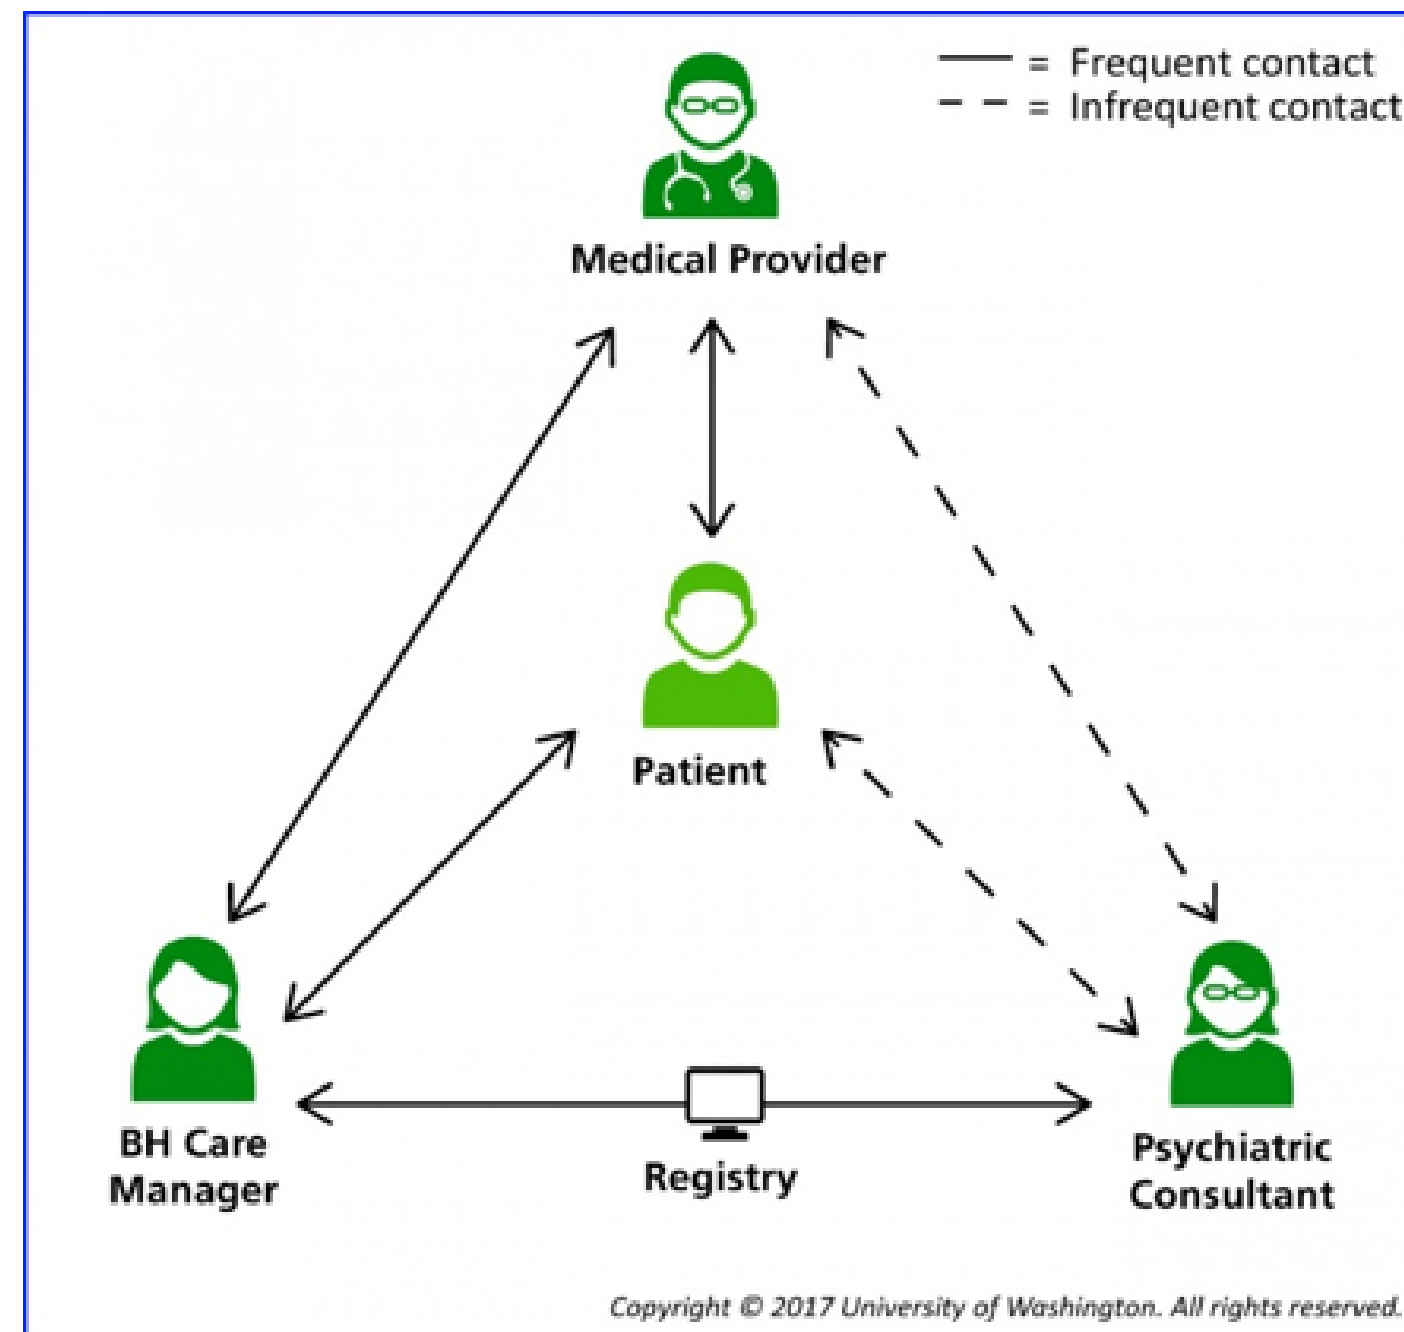 = Frequent contact
= Infrequent contact
Medical Provider
Patient
BH Care
Manager
Registry
Psychiatric
Consultant
Copyright © 2017 University of Washington. All rights reserved.